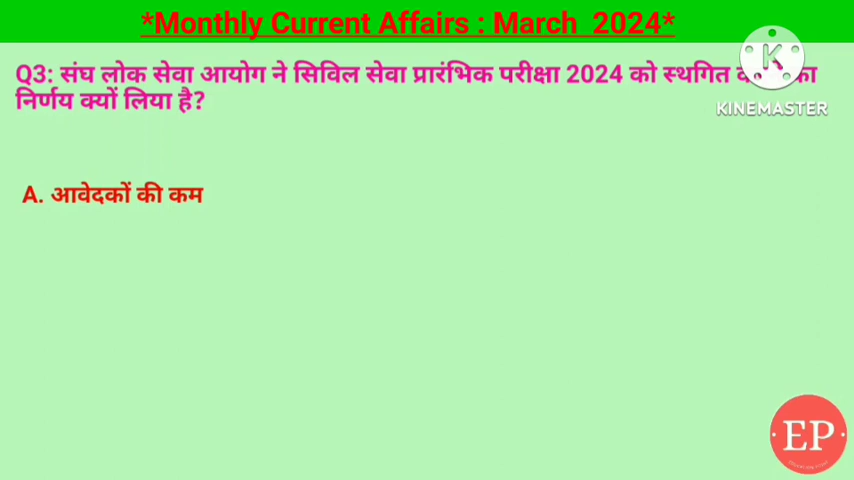 *Monthly Current Affairs : March 2024*
Q3: संघ लोक सेवा आयोग ने सिविल सेवा प्रारंभिक परीक्षा 2024 को स्थगित का
निर्णय क्यों लिया है?
KINEMASTER
A. आवेदकों की कम
EP